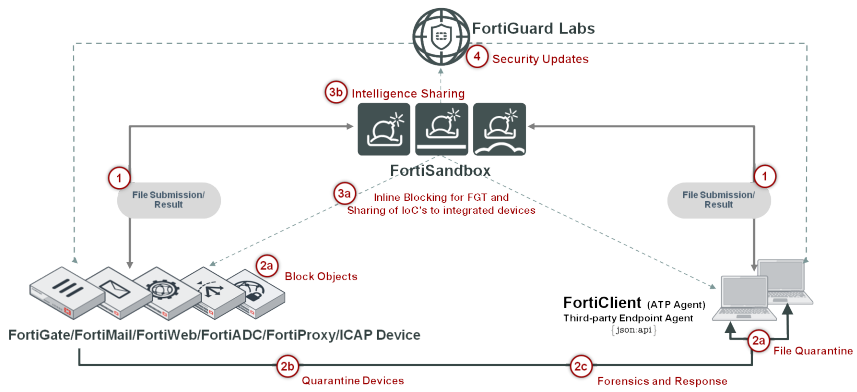 FortiGuard Labs
4 Security Updates
3b Intelligence Sharing
FortiSandbox
1
File Submission/
Result
1
File Submission/
Result
3a
Inline Blocking for FGT and
Sharing of IoC's to integrated devices
2a Block Objects
FortiClient (ATP Agent)
Third-party Endpoint Agent
{json:api}
FortiGate/FortiMail/FortiWeb/FortiADC/FortiProxy/ICAP Device
2a
File Quarantine
2b
Quarantine Devices
2c
Forensics and Response